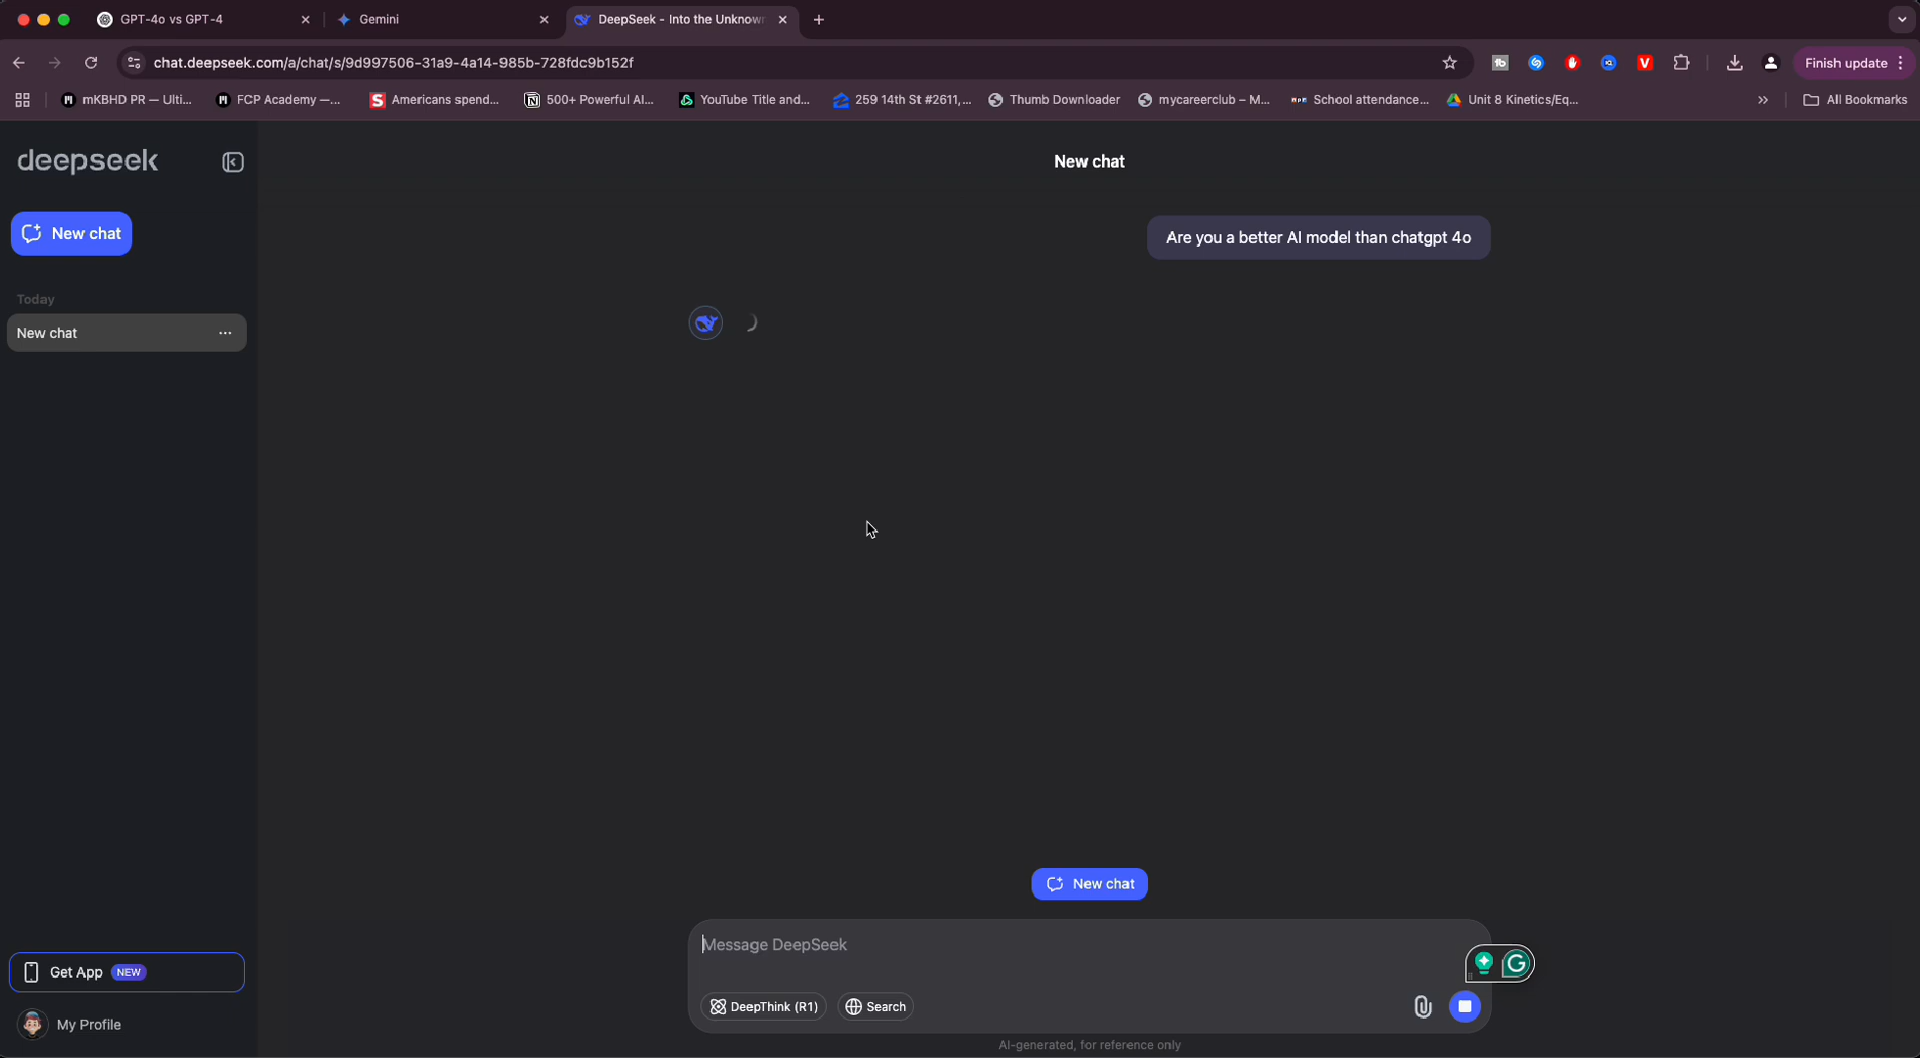 GPT-4o vs GPT-4
Gemini
DeepSeek - Into the Unknown
chat.deepseek.com/a/chat/s/9d997506-31a9-4a14-985b-728fdc9b152f
Finish update
mKBHD PR — Ulti...
FCP Academy —...
Americans spend...
500+ Powerful AI...
YouTube Title and...
259 14th St #2611,...
Thumb Downloader
mycareerclub – M...
School attendance...
Unit 8 Kinetics/Eq...
All Bookmarks
deepseek
New chat
New chat
Today
New chat
Are you a better AI model than chatgpt 4o
New chat
Message DeepSeek
DeepThink (R1)
Search
AI-generated, for reference only
Get App NEW
My Profile